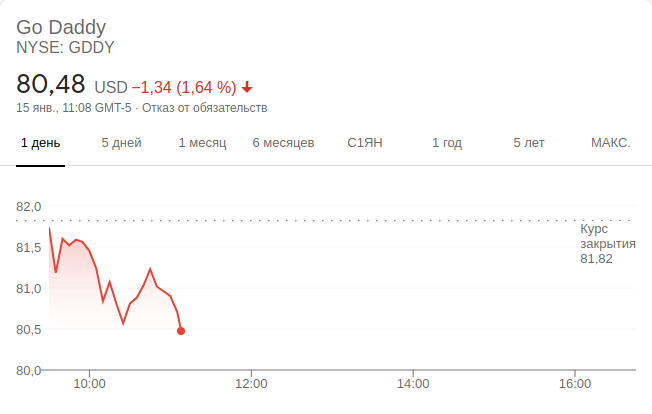 Go Daddy
NYSE: GDDY
80,48 USD −1,34 (1,64 %)
15 янв., 11:08 GMT-5 · Отказ от обязательств
1 день 5 дней 1 месяц 6 месяцев С1ЯН 1 год 5 лет МАКС.
82,0
Курс
закрытия
81,82
81,5
81,0
80,5
80,0
10:00 12:00 14:00 16:00